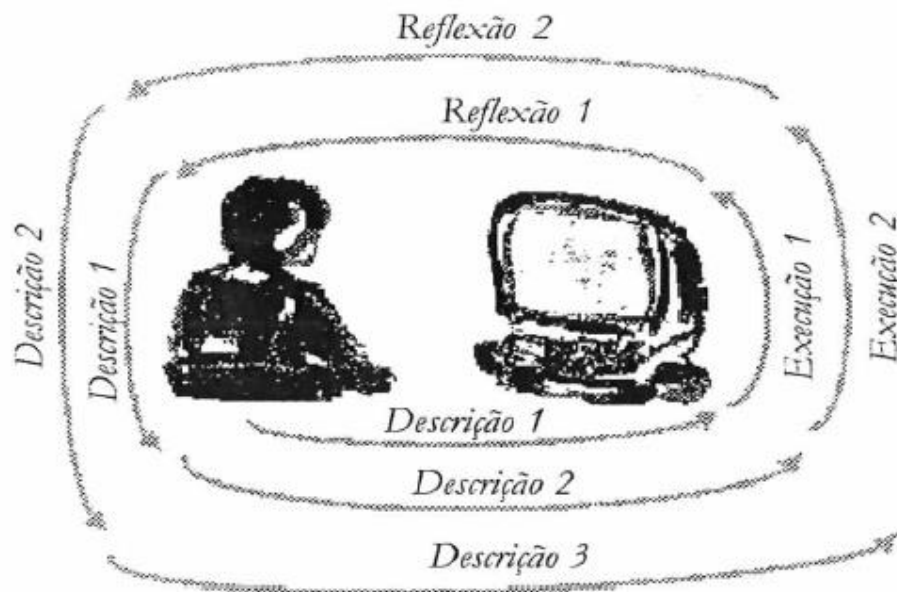 Reflexão 2
Reflexão 1
Descrição 2
Descrição 1
Execução 1
Execução 2
Descrição 1
Descrição 2
Descrição 3